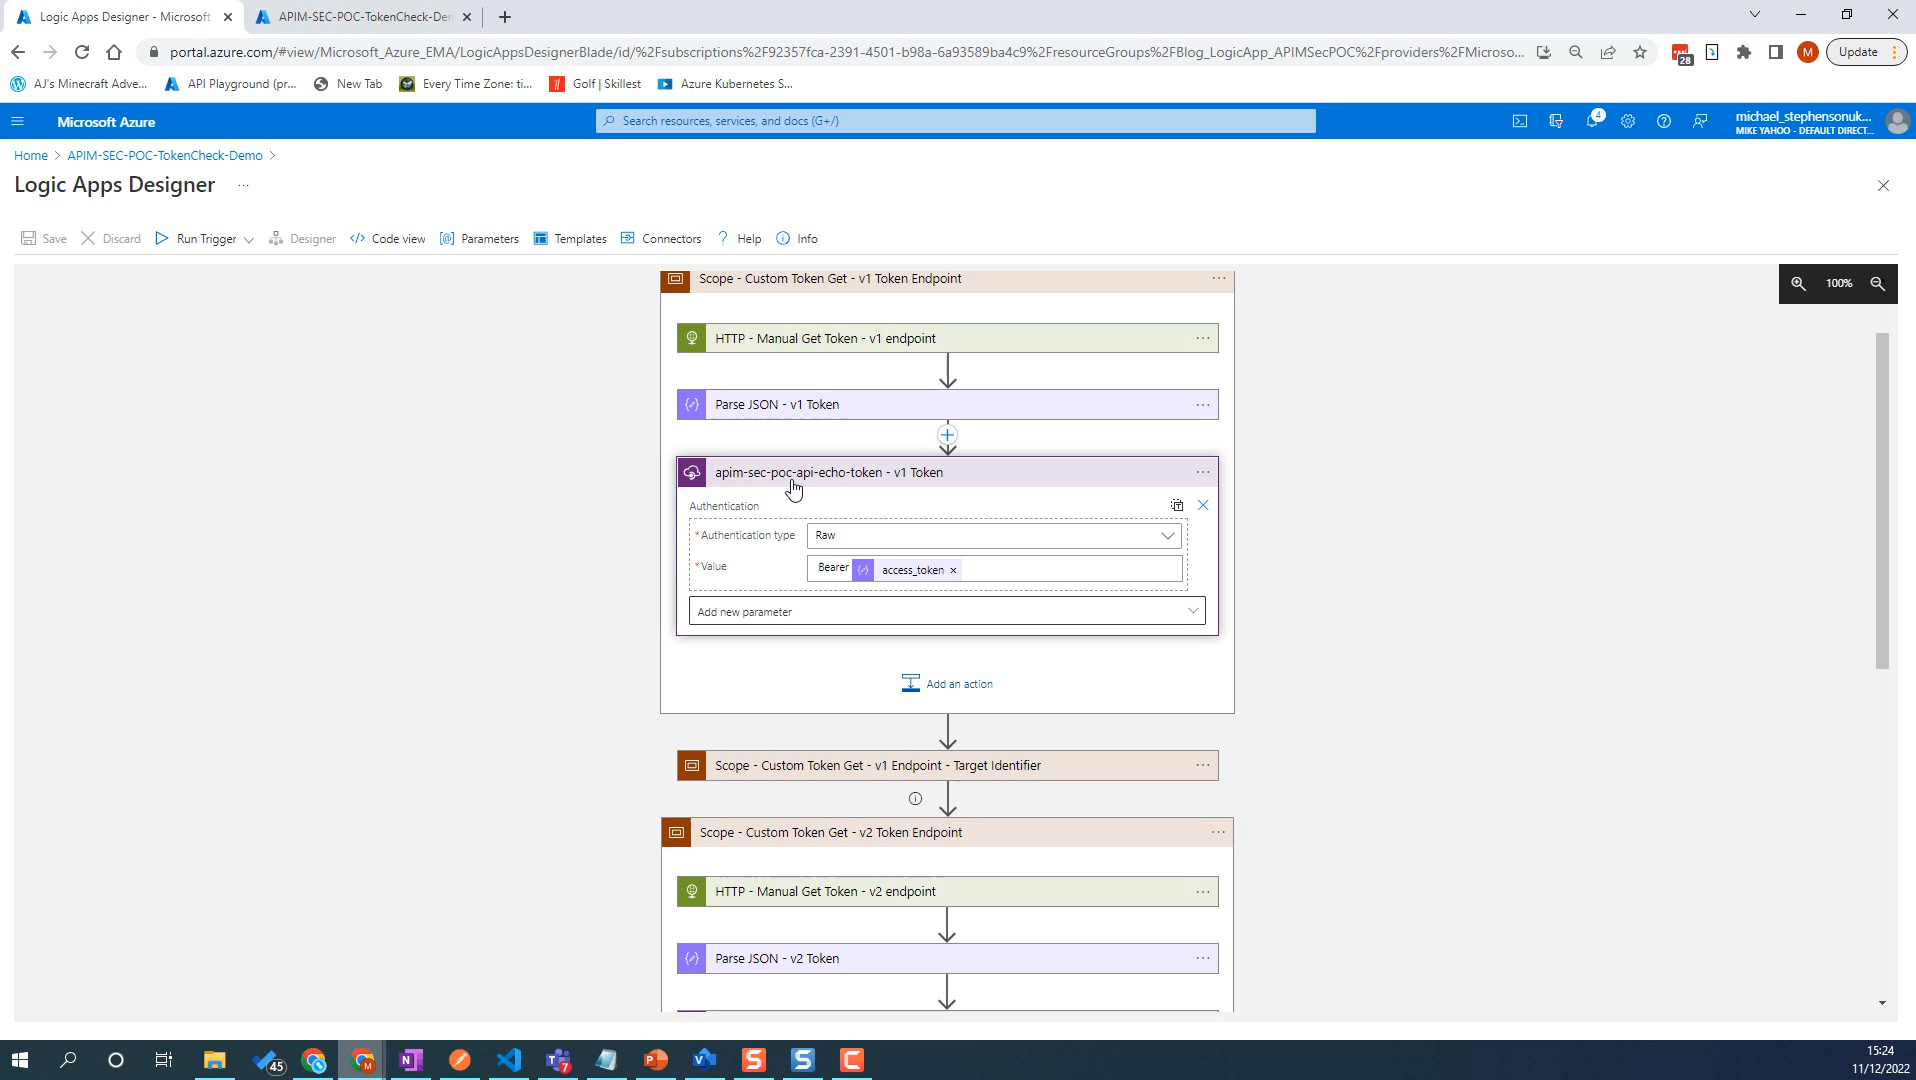 Logic Apps Designer - Microsoft
APIM-SEC-POC-TokenCheck-Den
portal.azure.com/#view/Microsoft_Azure_EMA/LogicAppsDesignerBlade/id/%2Fsubscriptions%2F92357fca-2391-4501-b98a-6a93589ba4c9%2FresourceGroups%2FBlog_LogicApp_APIMSecPOC%2Fproviders%2FMicroso...
28
M
Update
AJ's Minecraft Adve...
API Playground (pr...
New Tab
Every Time Zone: ti...
Golf | Skillest
Azure Kubernetes S...
Microsoft Azure
Search resources, services, and docs (G+/)
4
michael_stephensonuk...
MIKE YAHOO - DEFAULT DIRECT...
Home > APIM-SEC-POC-TokenCheck-Demo >
Logic Apps Designer ...
Save
Discard
Run Trigger
Designer
Code view
Parameters
Templates
Connectors
Help
Info
100%
Scope - Custom Token Get - v1 Token Endpoint
HTTP - Manual Get Token - v1 endpoint
Parse JSON - v1 Token
apim-sec-poc-api-echo-token - v1 Token
Authentication
*Authentication type
Raw
*Value
Bearer access_token ×
Add new parameter
Add an action
Scope - Custom Token Get - v1 Endpoint - Target Identifier
Scope - Custom Token Get - v2 Token Endpoint
HTTP - Manual Get Token - v2 endpoint
Parse JSON - v2 Token
45
M
N
7
P
V
S
S
C
15:24
11/12/2022